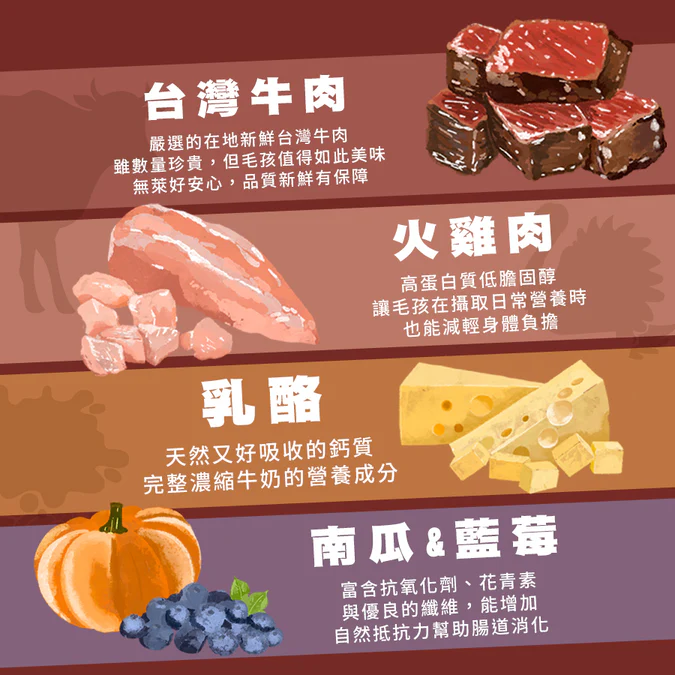 台灣牛肉
嚴選的在地新鮮台灣牛肉
雖數量珍貴，但毛孩值得如此美味
無萊好安心，品質新鮮有保障
火雞肉
高蛋白質低膽固醇
讓毛孩在攝取日常營養時
也能減輕身體負擔
乳酪
天然又好吸收的鈣質
完整濃縮牛奶的營養成分
南瓜&藍莓
富含抗氧化劑、花青素
與優良的纖維，能增加
自然抵抗力幫助腸道消化